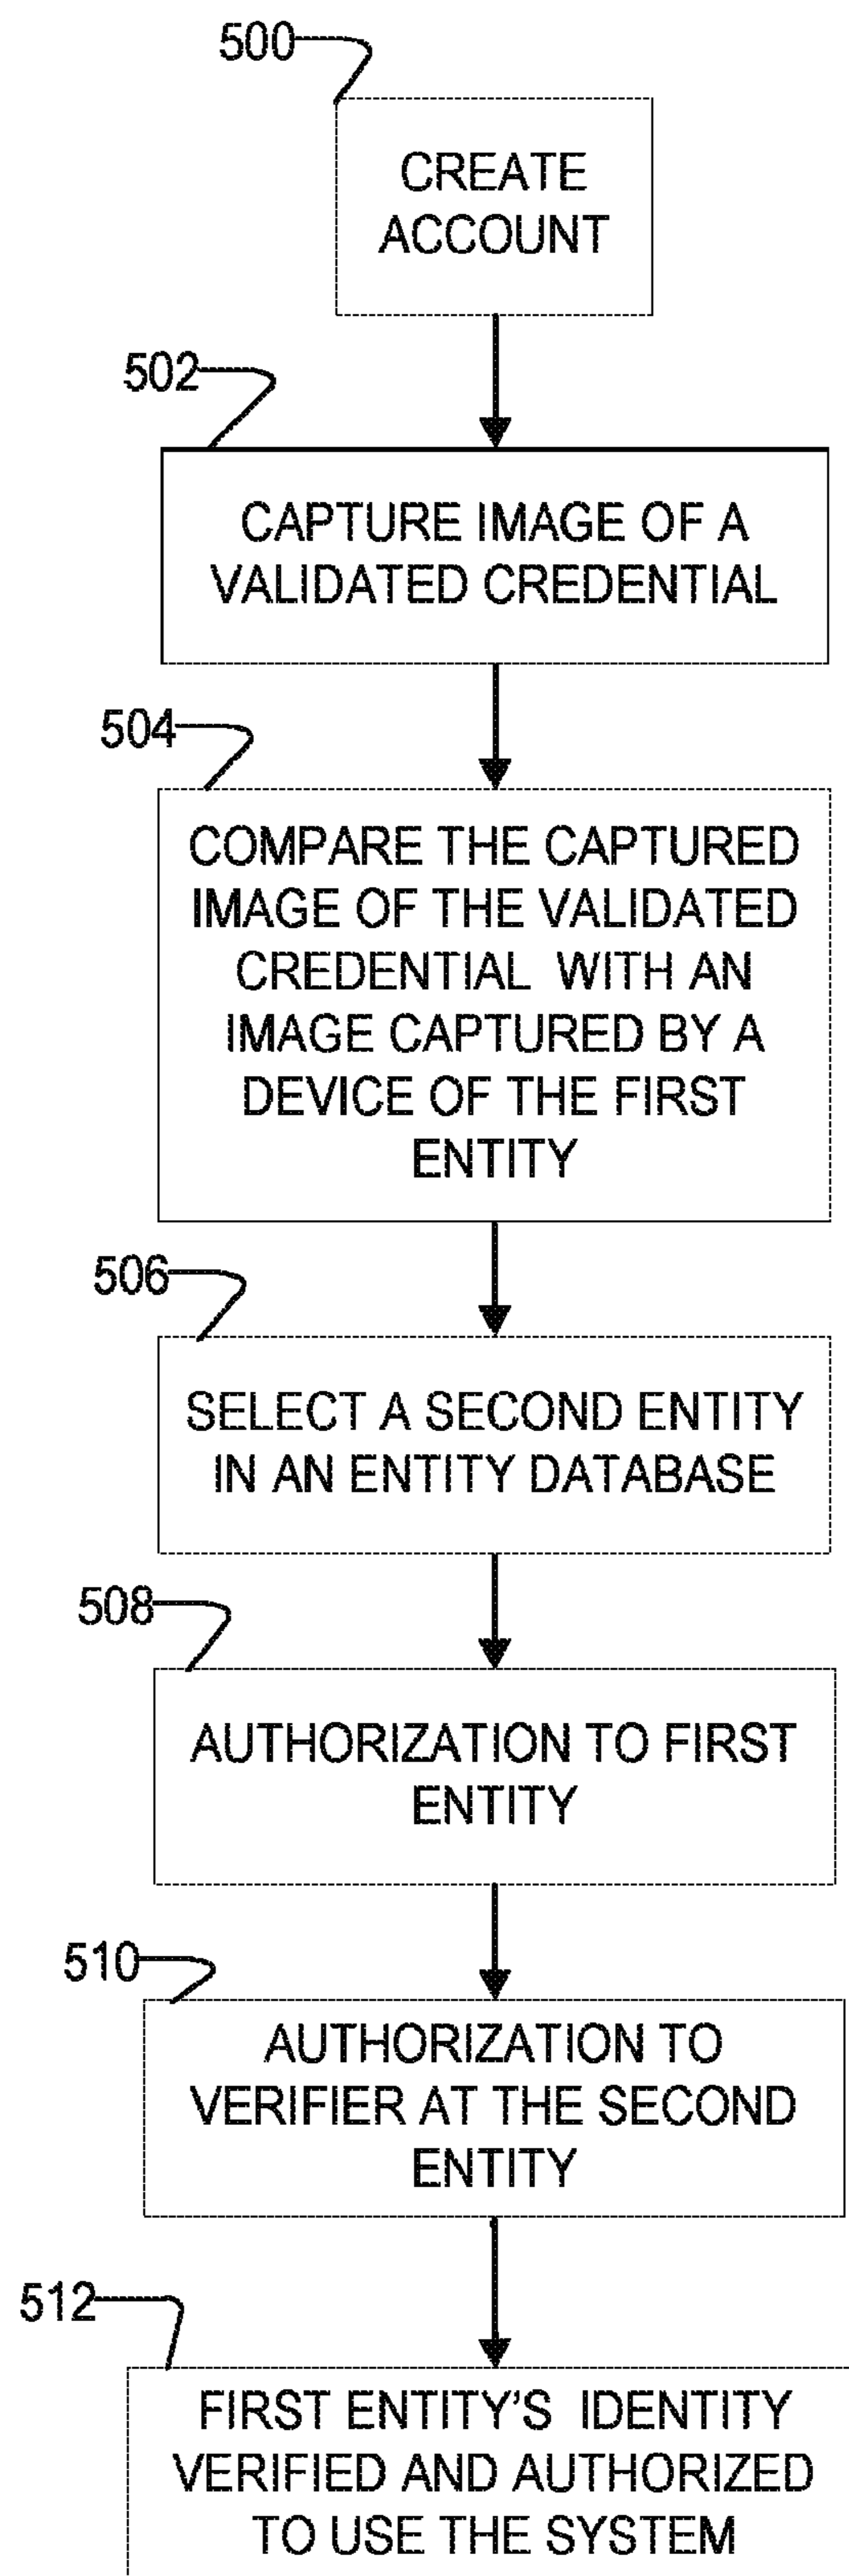 500
CREATE
ACCOUNT
502
CAPTURE IMAGE OF A
VALIDATED CREDENTIAL
504
COMPARE THE CAPTURED
IMAGE OF THE VALIDATED
CREDENTIAL WITH AN
IMAGE CAPTURED BY A
DEVICE OF THE FIRST
ENTITY
506
SELECT A SECOND ENTITY
IN AN ENTITY DATABASE
508
AUTHORIZATION TO FIRST
ENTITY
510
AUTHORIZATION TO
VERIFIER AT THE SECOND
ENTITY
512
FIRST ENTITY'S IDENTITY
VERIFIED AND AUTHORIZED
TO USE THE SYSTEM